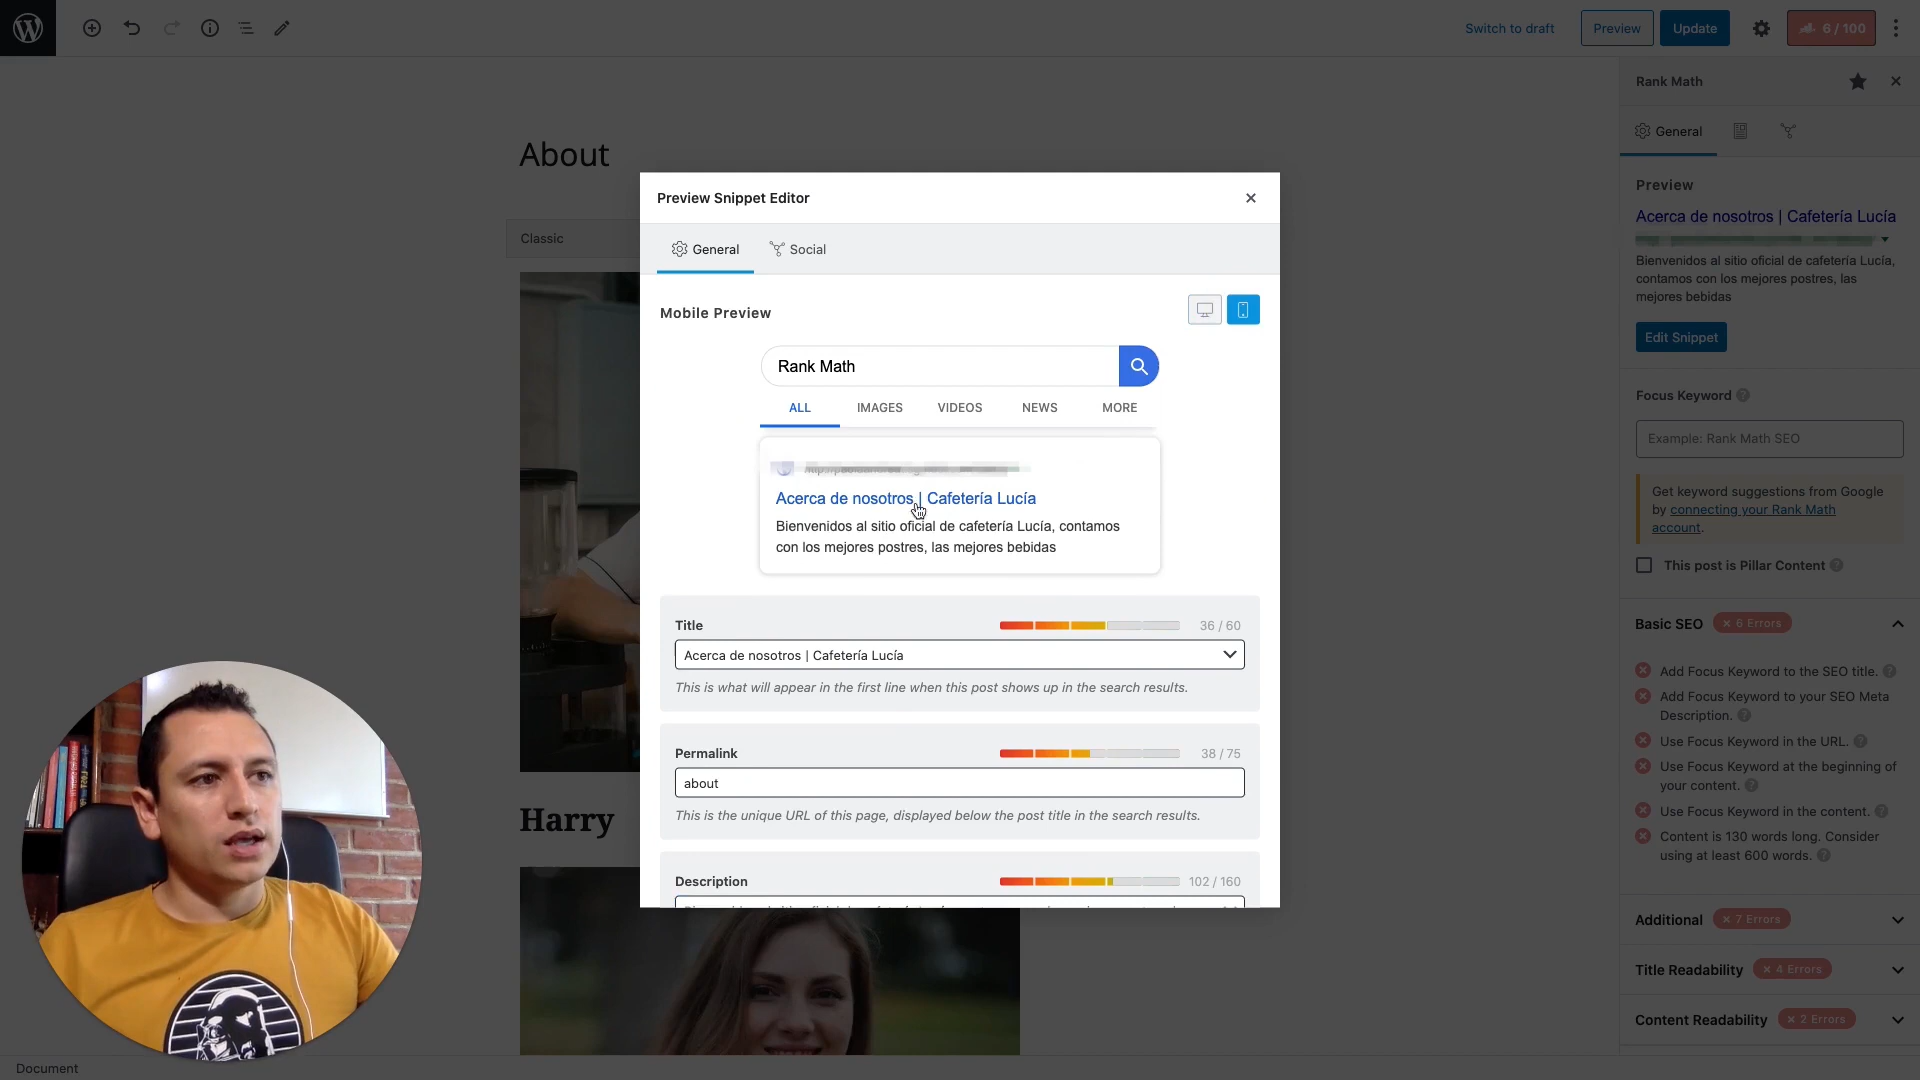 Switch to draft
Preview
Update
6 / 100
About
Classic
Harry
Document
Preview Snippet Editor
General
Social
Mobile Preview
Rank Math
ALL
IMAGES
VIDEOS
NEWS
MORE
Acerca de nosotros | Cafetería Lucía
Bienvenidos al sitio oficial de cafetería Lucía, contamos
con los mejores postres, las mejores bebidas
Title
36 / 60
Acerca de nosotros | Cafetería Lucía
This is what will appear in the first line when this post shows up in the search results.
Permalink
38 / 75
about
This is the unique URL of this page, displayed below the post title in the search results.
Description
102 / 160
Rank Math
General
Preview
Acerca de nosotros | Cafetería Lucía
Bienvenidos al sitio oficial de cafetería Lucía,
contamos con los mejores postres, las
mejores bebidas
Edit Snippet
Focus Keyword
Example: Rank Math SEO
Get keyword suggestions from Google
by connecting your Rank Math
account.
This post is Pillar Content
Basic SEO
× 6 Errors
Add Focus Keyword to the SEO title.
Add Focus Keyword to your SEO Meta
Description.
Use Focus Keyword in the URL.
Use Focus Keyword at the beginning of
your content.
Use Focus Keyword in the content.
Content is 130 words long. Consider
using at least 600 words.
Additional
× 7 Errors
Title Readability
× 4 Errors
Content Readability
× 2 Errors